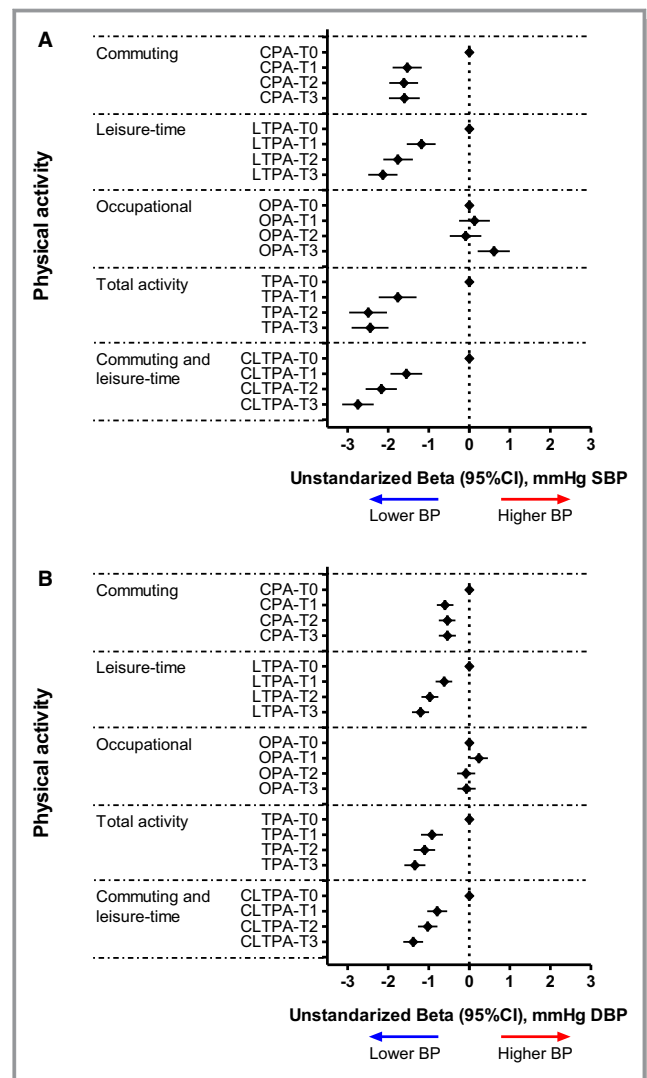 A
Physical activity
Commuting
CPA-T0
CPA-T1
CPA-T2
CPA-T3
Leisure-time
LTPA-T0
LTPA-T1
LTPA-T2
LTPA-T3
Occupational
OPA-T0
OPA-T1
OPA-T2
OPA-T3
Total activity
TPA-T0
TPA-T1
TPA-T2
TPA-T3
Commuting and
leisure-time
CLTPA-T0
CLTPA-T1
CLTPA-T2
CLTPA-T3
-3 -2 -1 0 1 2 3
Unstandarized Beta (95%CI), mmHg SBP
Lower BP Higher BP
B
Physical activity
Commuting
CPA-T0
CPA-T1
CPA-T2
CPA-T3
Leisure-time
LTPA-T0
LTPA-T1
LTPA-T2
LTPA-T3
Occupational
OPA-T0
OPA-T1
OPA-T2
OPA-T3
Total activity
TPA-T0
TPA-T1
TPA-T2
TPA-T3
Commuting and
leisure-time
CLTPA-T0
CLTPA-T1
CLTPA-T2
CLTPA-T3
-3 -2 -1 0 1 2 3
Unstandarized Beta (95%CI), mmHg DBP
Lower BP Higher BP